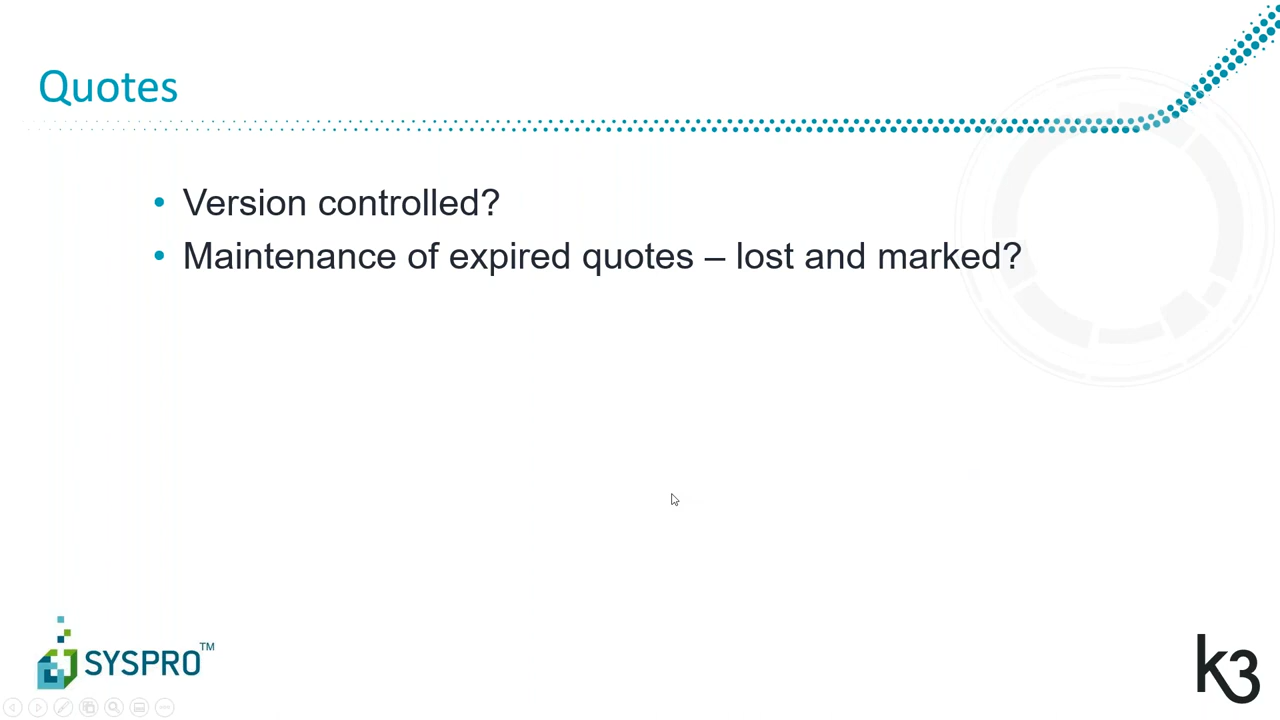 Quotes
• Version controlled?
• Maintenance of expired quotes – lost and marked?
SYSPRO™
k3